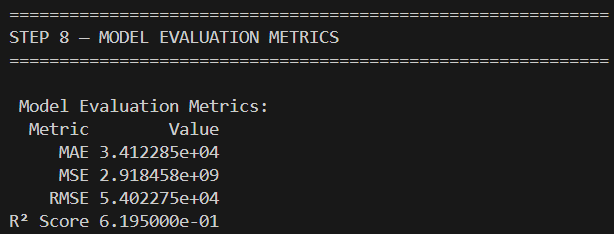 ============================================================
STEP 8 — MODEL EVALUATION METRICS
============================================================
Model Evaluation Metrics:
Metric Value
MAE 3.412285e+04
MSE 2.918458e+09
RMSE 5.402275e+04
R² Score 6.195000e-01